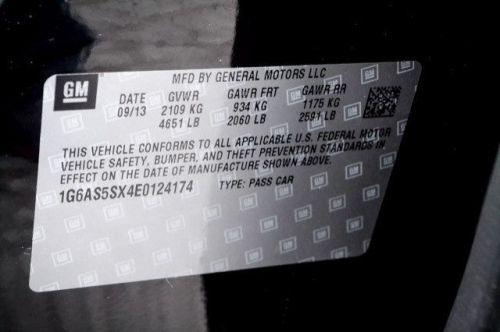 GM
MFD BY GENERAL MOTORS LLC
DATE GVWR GAWR FRT GAWR RR
09/13 2109 KG 934 KG 1175 KG
4651 LB 2060 LB 2591 LB
THIS VEHICLE CONFORMS TO ALL APPLICABLE U.S. FEDERAL MOTOR
VEHICLE SAFETY, BUMPER, AND THEFT PREVENTION STANDARDS IN
EFFECT ON THE DATE OF MANUFACTURE SHOWN ABOVE.
1G6AS5SX4E0124174 TYPE: PASS CAR